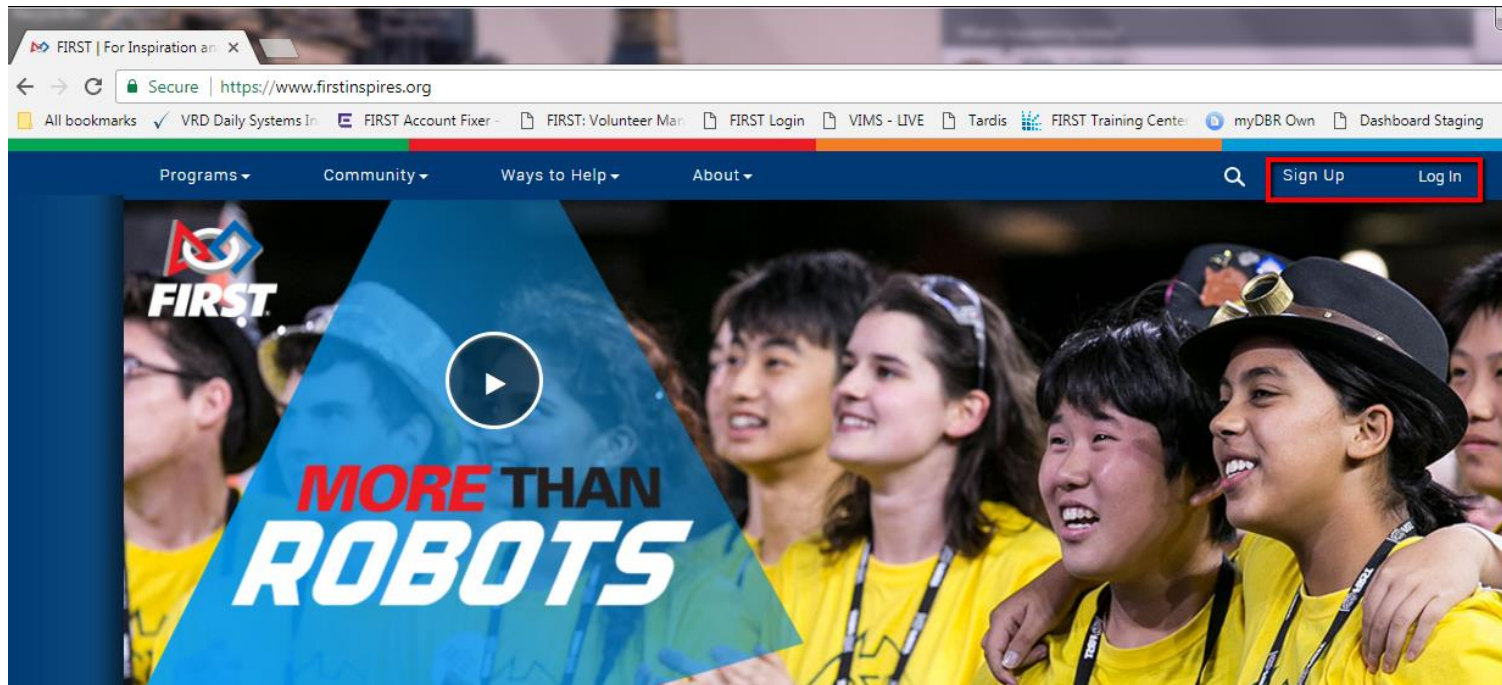 FIRST | For Inspiration an
Secure | https://www.firstinspires.org
All bookmarks VRD Daily Systems In FIRST Account Fixer - FIRST: Volunteer Man FIRST Login VIMS - LIVE Tardis FIRST Training Center myDBR Own Dashboard Staging
Programs Community Ways to Help About Sign Up Log In
FIRST
MORE THAN
ROBOTS